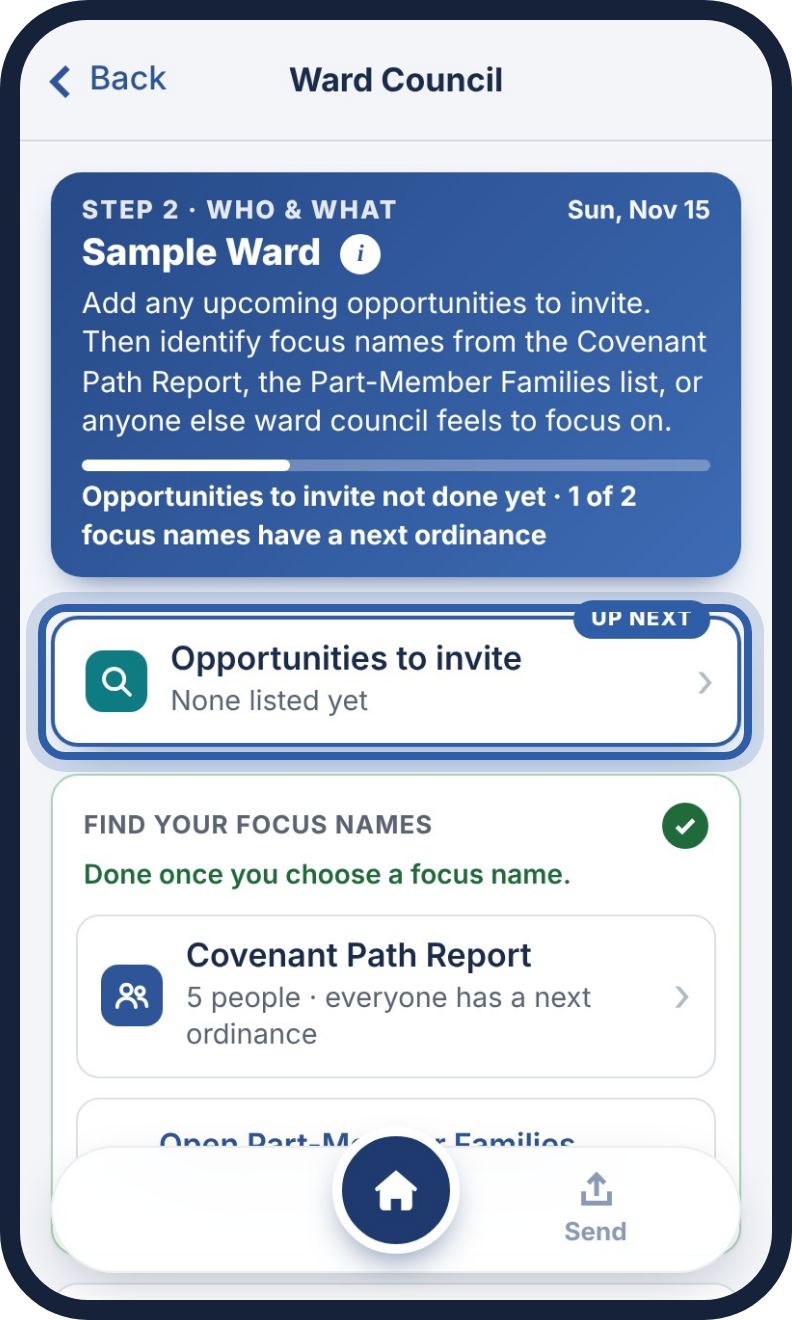 Back
Ward Council
STEP 2 · WHO & WHAT
Sun, Nov 15
Sample Ward i
Add any upcoming opportunities to invite.
Then identify focus names from the Covenant
Path Report, the Part-Member Families list, or
anyone else ward council feels to focus on.
Opportunities to invite not done yet · 1 of 2
focus names have a next ordinance
UP NEXT
Opportunities to invite
None listed yet
FIND YOUR FOCUS NAMES
Done once you choose a focus name.
Covenant Path Report
5 people · everyone has a next
ordinance
Open Families
Send